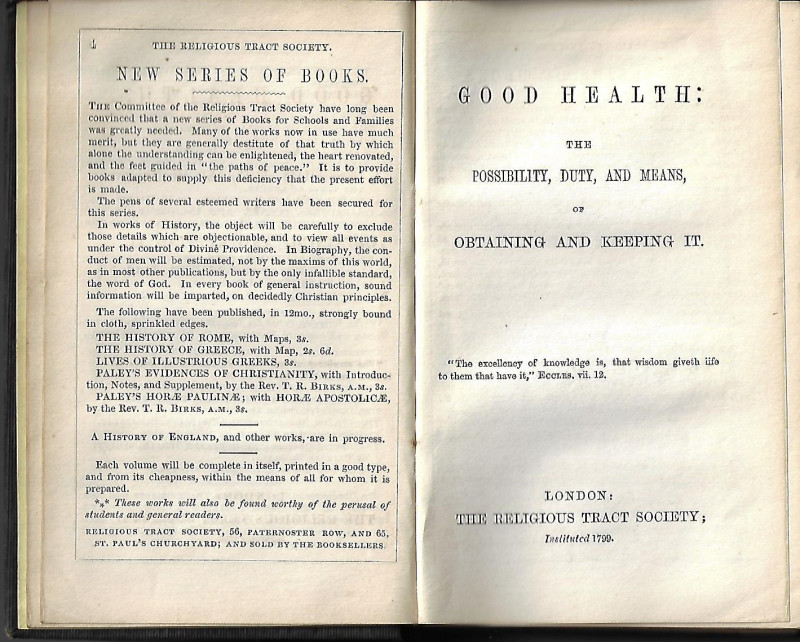 4 THE RELIGIOUS TRACT SOCIETY.
NEW SERIES OF BOOKS.
THE Committee of the Religious Tract Society have long been
convinced that a new series of Books for Schools and Families
was greatly needed. Many of the works now in use have much
merit, but they are generally destitute of that truth by which
alone the understanding can be enlightened, the heart renovated,
and the feet guided in "the paths of peace." It is to provide
books adapted to supply this deficiency that the present effort
is made.
The pens of several esteemed writers have been secured for
this series.
In works of History, the object will be carefully to exclude
those details which are objectionable, and to view all events as
under the control of Divine Providence. In Biography, the con-
duct of men will be estimated, not by the maxims of this world,
as in most other publications, but by the only infallible standard,
the word of God. In every book of general instruction, sound
information will be imparted, on decidedly Christian principles.
The following have been published, in 12mo., strongly bound
in cloth, sprinkled edges.
THE HISTORY OF ROME, with Maps, 3s.
THE HISTORY OF GREECE, with Map, 2s. 6d.
LIVES OF ILLUSTRIOUS GREEKS, 3s.
PALEY'S EVIDENCES OF CHRISTIANITY, with Introduc-
tion, Notes, and Supplement, by the Rev. T. R. BIRKS, A.M., 3s.
PALEY'S HORÆ PAULINÆ; with HORÆ APOSTOLICÆ,
by the Rev. T. R. BIRKS, A.M., 3s.
A HISTORY OF ENGLAND, and other works, are in progress.
Each volume will be complete in itself, printed in a good type,
and from its cheapness, within the means of all for whom it is
prepared.
*** These works will also be found worthy of the perusal of
students and general readers.
RELIGIOUS TRACT SOCIETY, 56, PATERNOSTER ROW, AND 65,
ST. PAUL'S CHURCHYARD; AND SOLD BY THE BOOKSELLERS.
GOOD HEALTH:
THE
POSSIBILITY, DUTY, AND MEANS,
OF
OBTAINING AND KEEPING IT.
"The excellency of knowledge is, that wisdom giveth life
to them that have it," ECCLES. vii. 12.
LONDON:
THE RELIGIOUS TRACT SOCIETY;
Instituted 1799.